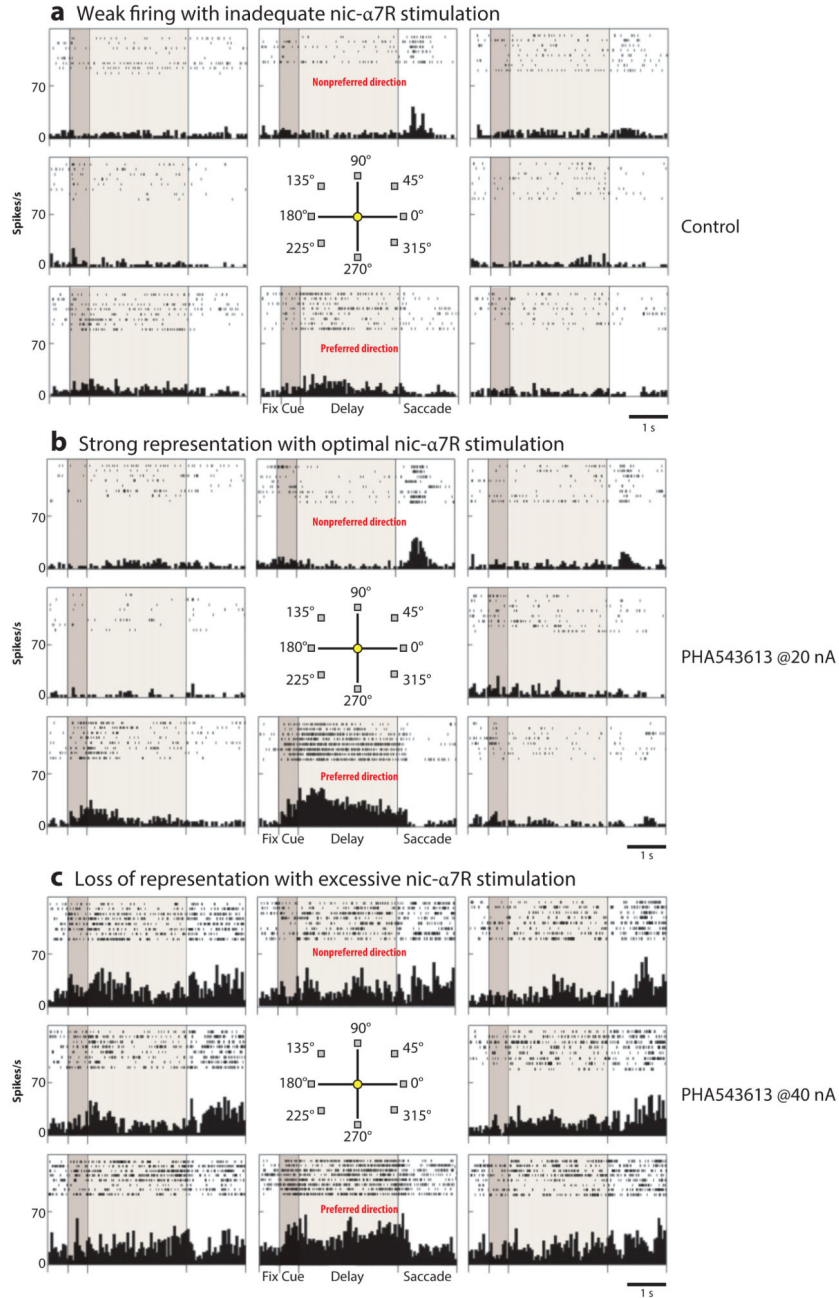 a Weak firing with inadequate nic-α7R stimulation
70
0
Nonpreferred direction
Spikes/s
70
0
90°
135° 45°
180° 0°
225° 315°
270°
Control
70
0
Preferred direction
Fix Cue Delay Saccade
1 s
b Strong representation with optimal nic-α7R stimulation
70
0
Nonpreferred direction
Spikes/s
70
0
90°
135° 45°
180° 0°
225° 315°
270°
PHA543613 @20 nA
70
0
Preferred direction
Fix Cue Delay Saccade
1 s
c Loss of representation with excessive nic-α7R stimulation
70
0
Nonpreferred direction
Spikes/s
70
0
90°
135° 45°
180° 0°
225° 315°
270°
PHA543613 @40 nA
70
0
Preferred direction
Fix Cue Delay Saccade
1 s